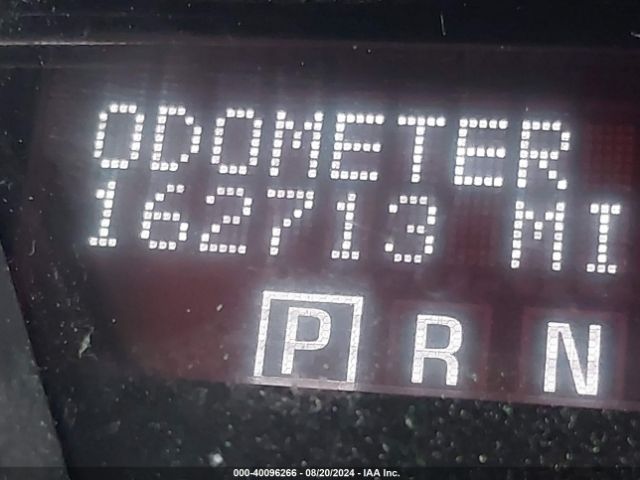 ODOMETER
162713 MI
P R N
000-40096266 - 08/20/2024 - IAA Inc.